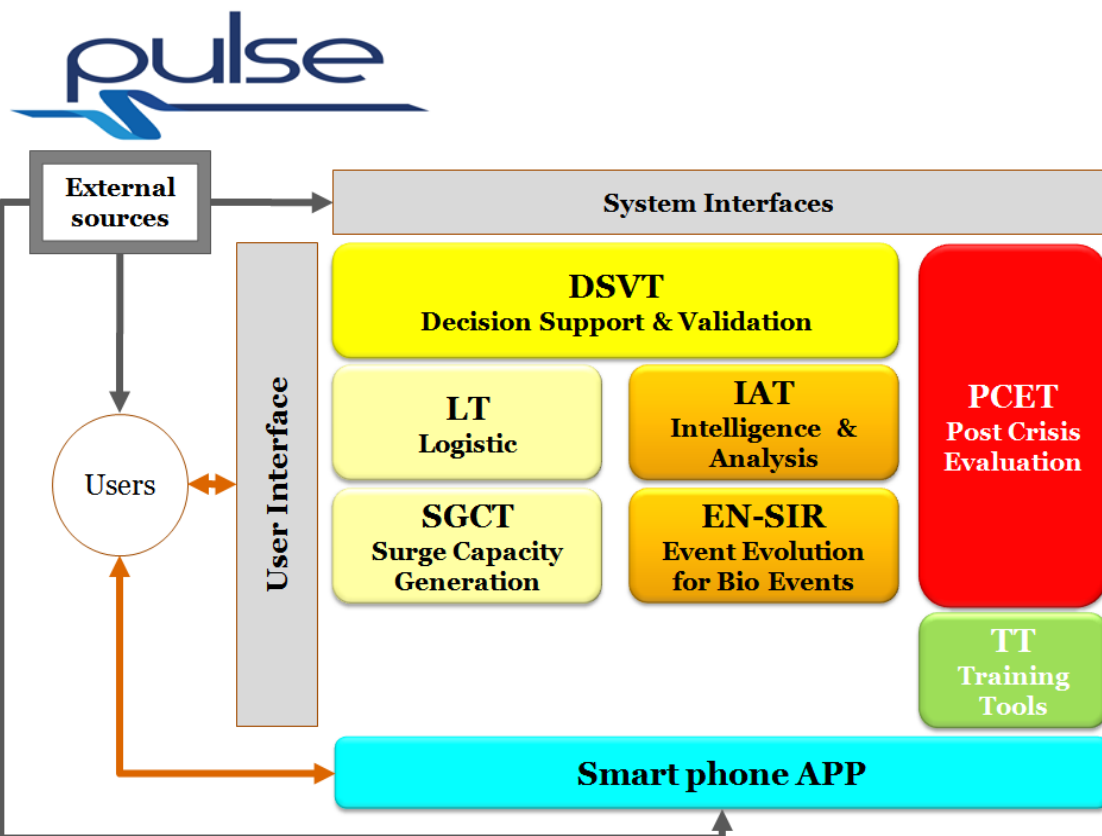 pulse
External
sources
System Interfaces
DSVT
Decision Support & Validation
LT
Logistic
IAT
Intelligence &
Analysis
PCET
Post Crisis
Evaluation
Users
User Interface
SGCT
Surge Capacity
Generation
EN-SIR
Event Evolution
for Bio Events
TT
Training
Tools
Smart phone APP